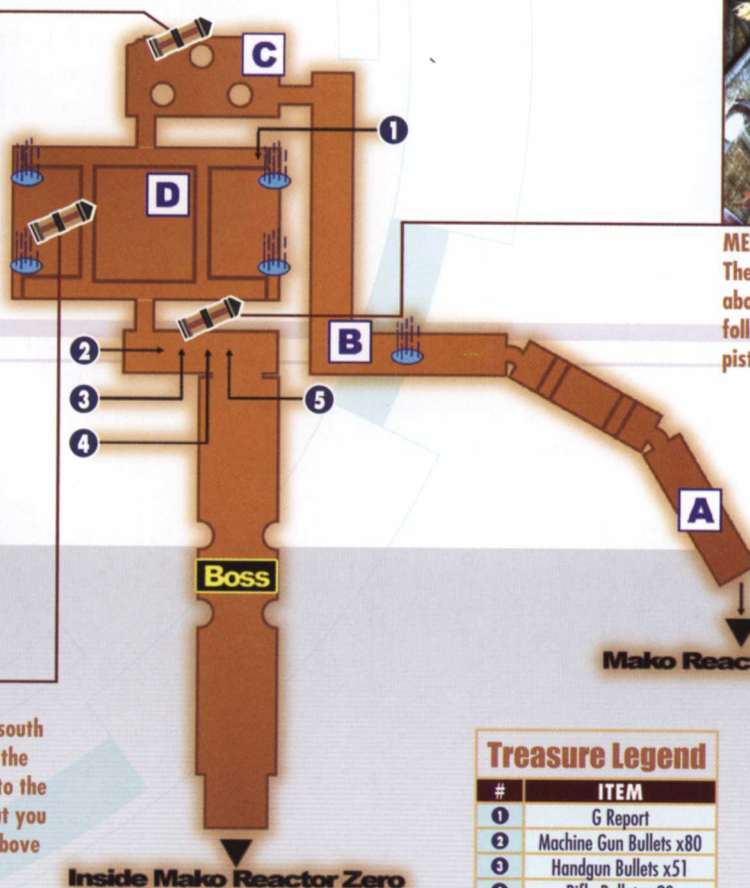 C
1
D
ME
The
abo
foll
pist
B
2
3
5
4
A
Boss
Mako Reac
south
the
to the
t you
bove
Treasure Legend
# ITEM
1 G Report
2 Machine Gun Bullets x80
3 Handgun Bullets x51
Inside Mako Reactor Zero